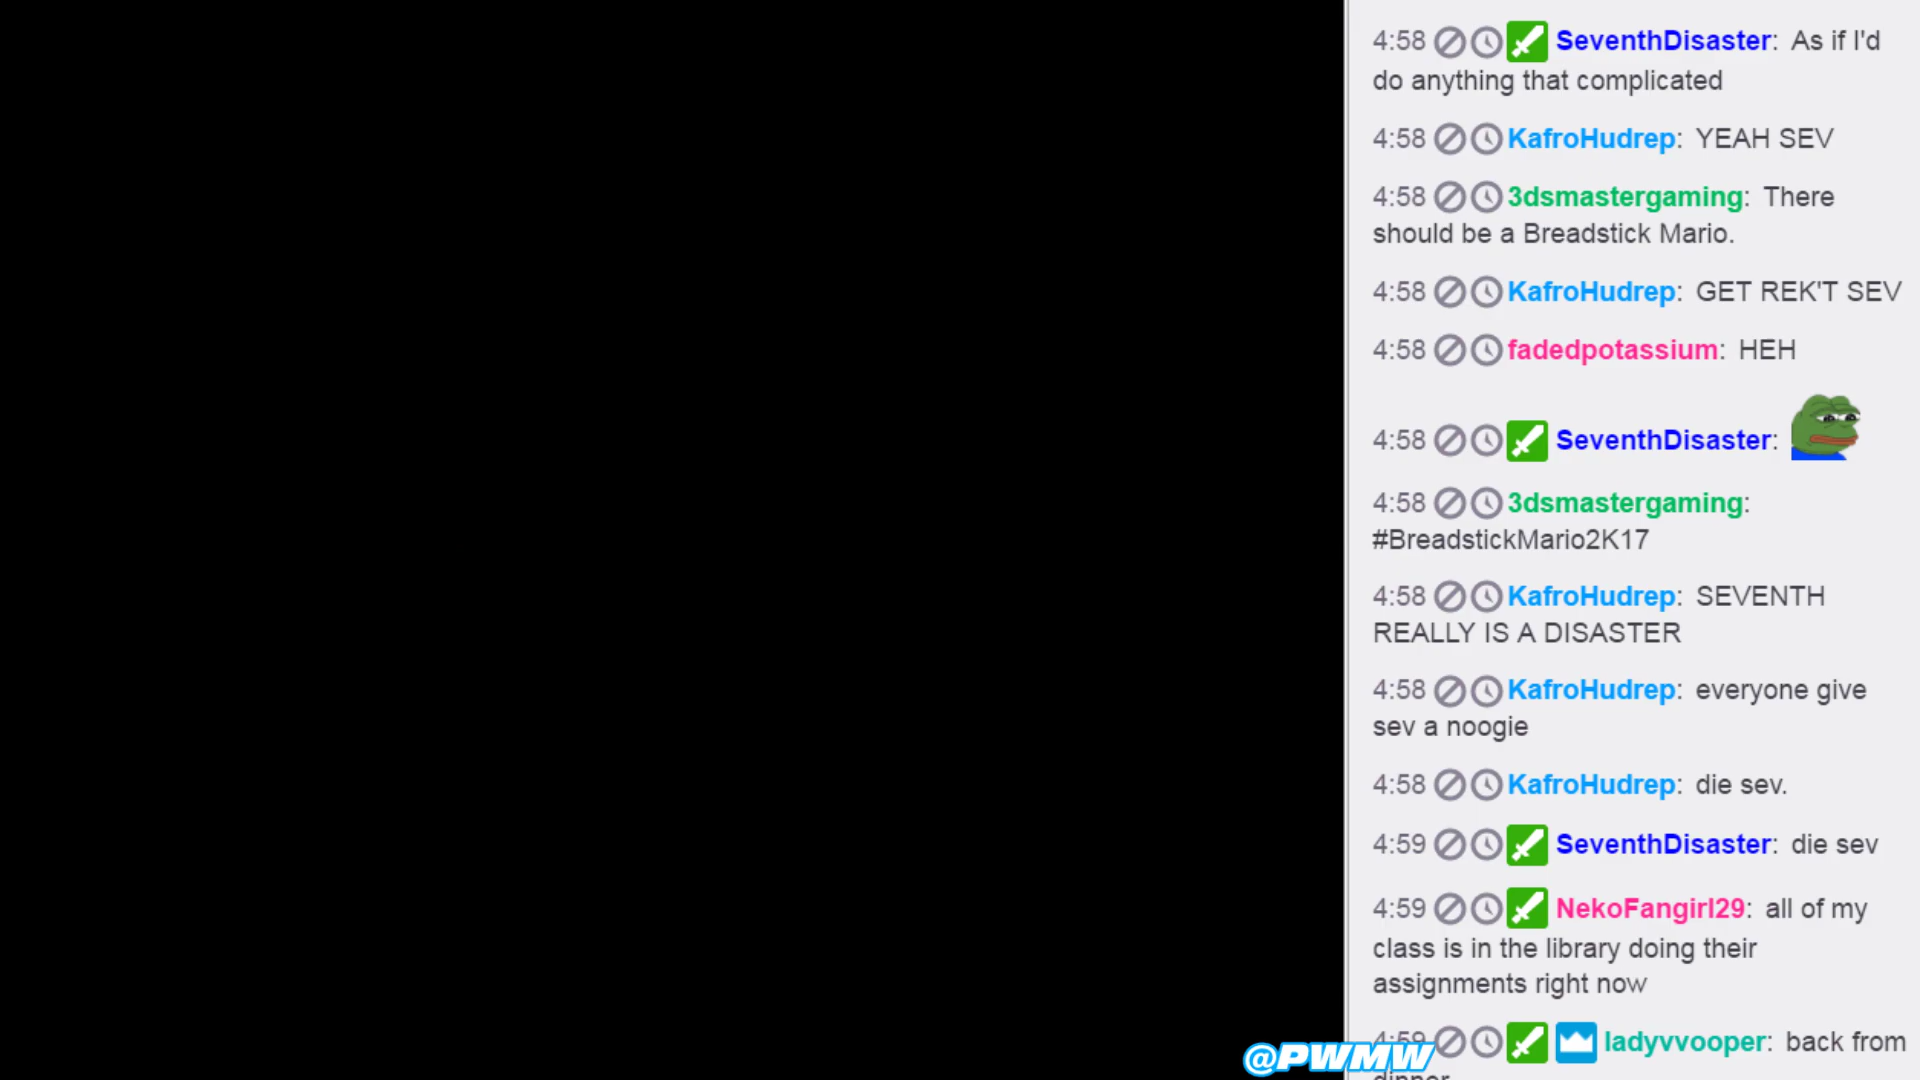 4:58 SeventhDisaster: As if I'd
do anything that complicated
4:58 KafroHudrep: YEAH SEV
4:58 3dsmastergaming: There
should be a Breadstick Mario.
4:58 KafroHudrep: GET REK'T SEV
4:58 fadedpotassium: HEH
4:58 SeventhDisaster:
4:58 3dsmastergaming:
#BreadstickMario2K17
4:58 KafroHudrep: SEVENTH
REALLY IS A DISASTER
4:58 KafroHudrep: everyone give
sev a noogie
4:58 KafroHudrep: die sev.
4:59 SeventhDisaster: die sev
4:59 NekoFangirl29: all of my
class is in the library doing their
assignments right now
4:59 ladyvvooper: back from
dinner
@PWMW